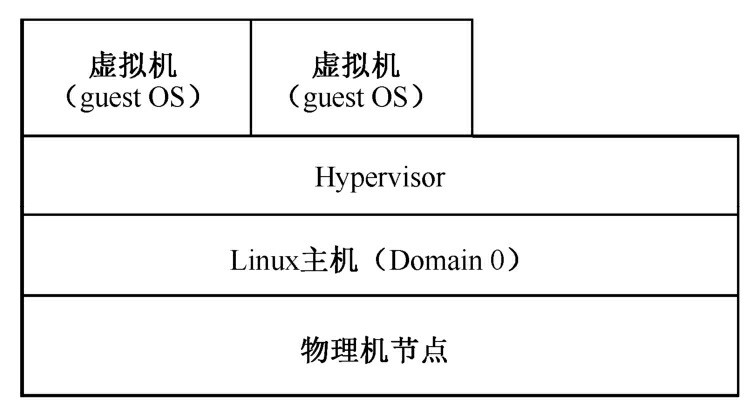 虚拟机 虚拟机
（guest OS） （guest OS）
Hypervisor
Linux主机（Domain 0）
物理机节点